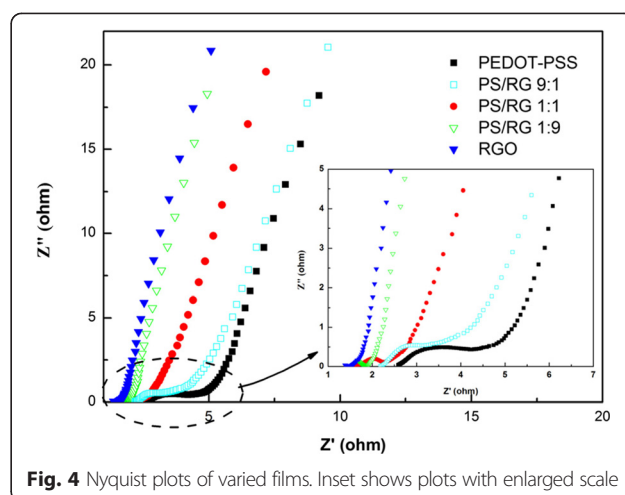 20
15
10
5
0
Z'' (ohm)
5
10
15
20
Z' (ohm)
PEDOT-PSS
PS/RG 9:1
PS/RG 1:1
PS/RG 1:9
RGO
5
4
3
2
1
0
Z'' (ohm)
1
2
3
4
5
6
7
Z' (ohm)
Fig. 4 Nyquist plots of varied films. Inset shows plots with enlarged scale